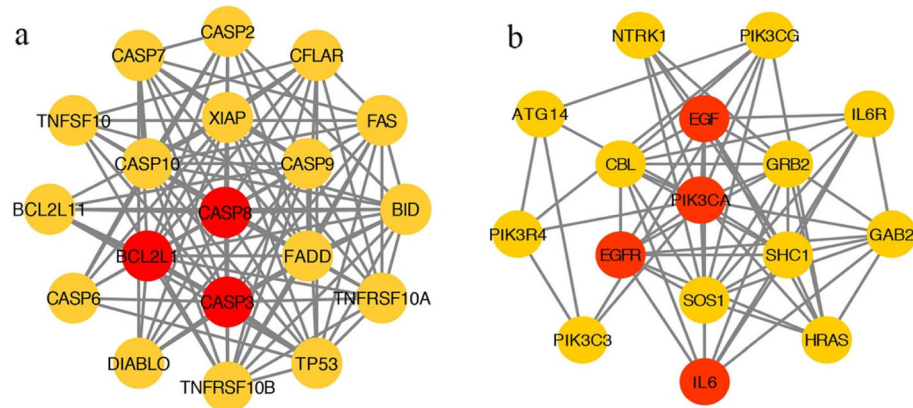 a
CASP2
CASP7
CFLAR
TNFSF10
XIAP
FAS
CASP10
CASP9
BCL2L11
CASP8
BID
BCL2L1
FADD
CASP6
CASP3
TNFRSF10A
DIABLO
TNFRSF10B
TP53
b
NTRK1
PIK3CG
ATG14
EGF
IL6R
CBL
GRB2
PIK3CA
PIK3R4
EGFR
SHC1
GAB2
SOS1
PIK3C3
HRAS
IL6